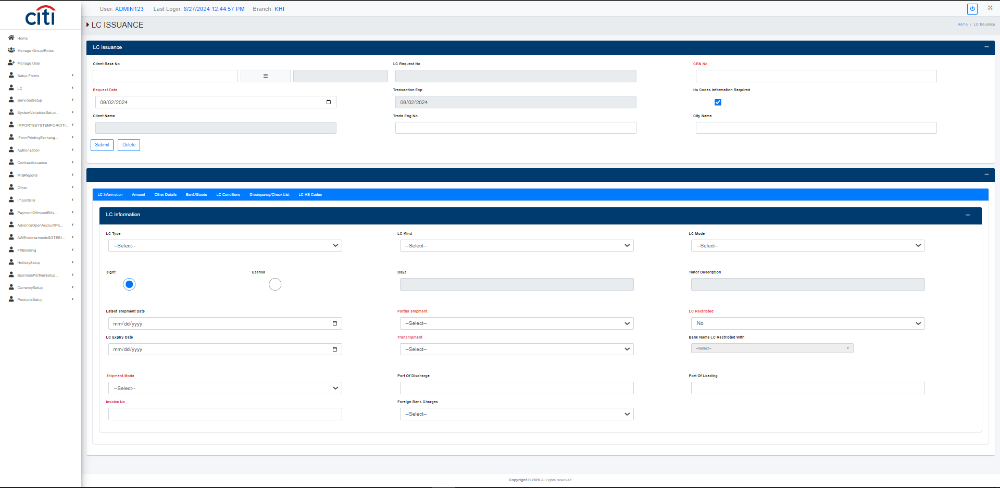 citi
User: ADMIN123 Last Login: 8/27/2024 12:44:57 PM Branch: KHI
LC ISSUANCE
Home / LC Issuance
Home
Manage Group/Roles
Manage User
Setup Forms
LC
ServicesSetup
SystemVariablesSetup...
IMPORTSSYSTEMFORCITI...
IFormPrintingExchang...
Authorization
ContractIssuance
MISReports
Other
ImportBills
PaymentOfImportBills...
AdvanceOpenAccountPa...
AWEndorsementsSGTEEI...
FXBooking
HolidaySetup
BusinessPartnerSetup...
CurrencySetup
ProductsSetup
LC Issuance
Client Base No LC Request No CBN No
Request Date Transaction Exp Hs Codes Information Required
09/02/2024 09/02/2024
Client Name Trade Eng No City Name
Submit Delete
LC Information Amount Other Details Benf./Goods LC Conditions Discrepancy/Check List LC HS Codes
LC Information
LC Type LC Kind LC Mode
--Select-- --Select-- --Select--
Sight Usance Days Tenor Description
Latest Shipment Date Partial Shipment LC Restricted
mm/dd/yyyy --Select-- No
LC Expiry Date Transhipment Bank Name LC Restricted With
mm/dd/yyyy --Select-- --Select--
Shipment Mode Port Of Discharge Port Of Loading
--Select--
Invoice No Foreign Bank Charges
--Select--
Copyright © 2020 All rights reserved.